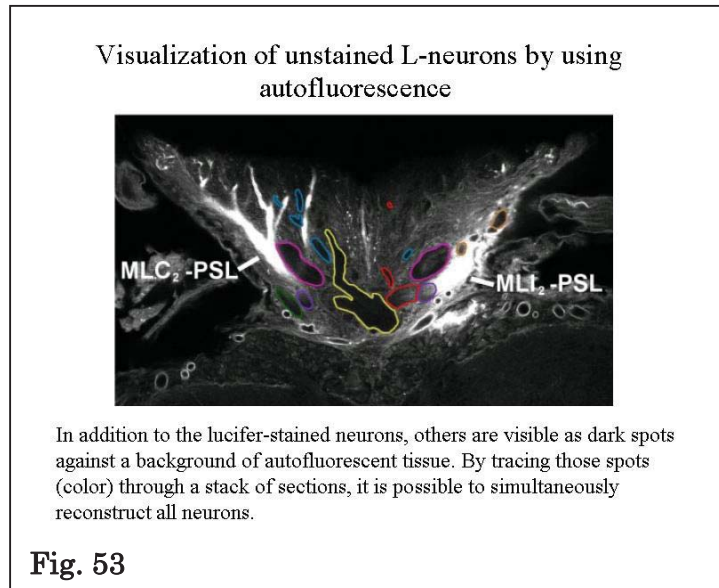 Visualization of unstained L-neurons by using
autofluorescence
MLC₂-PSL
MLI₂-PSL
In addition to the lucifer-stained neurons, others are visible as dark spots
against a background of autofluorescent tissue. By tracing those spots
(color) through a stack of sections, it is possible to simultaneously
reconstruct all neurons.
Fig. 53